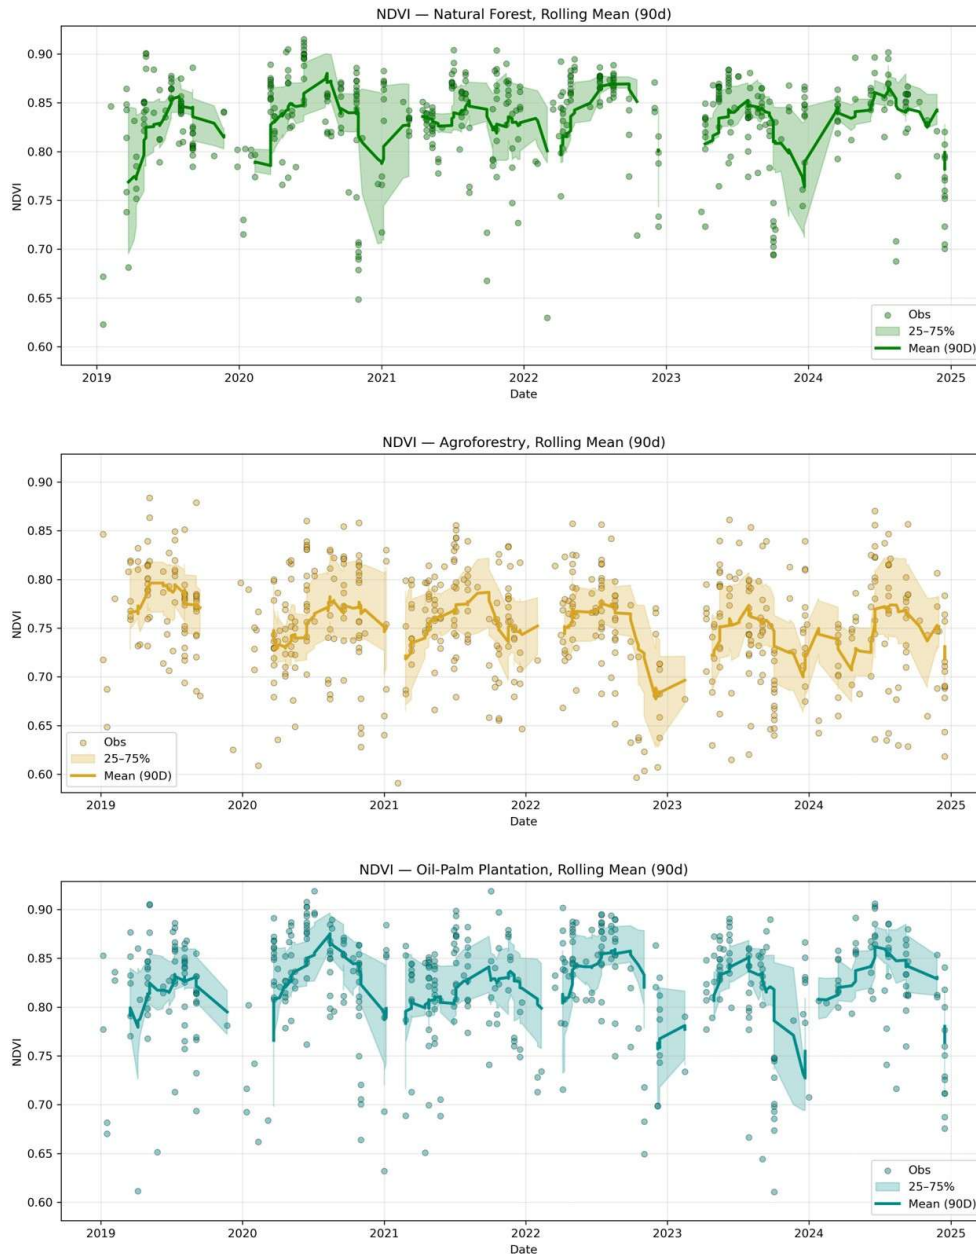 NDVI — Natural Forest, Rolling Mean (90d)
0.90
0.85
0.80
0.75
0.70
0.65
0.60
NDVI
Obs
25–75%
Mean (90D)
2019 2020 2021 2022 2023 2024 2025
Date
NDVI — Agroforestry, Rolling Mean (90d)
0.90
0.85
0.80
0.75
0.70
0.65
0.60
NDVI
Obs
25–75%
Mean (90D)
2019 2020 2021 2022 2023 2024 2025
Date
NDVI — Oil-Palm Plantation, Rolling Mean (90d)
0.90
0.85
0.80
0.75
0.70
0.65
0.60
NDVI
Obs
25–75%
Mean (90D)
2019 2020 2021 2022 2023 2024 2025
Date